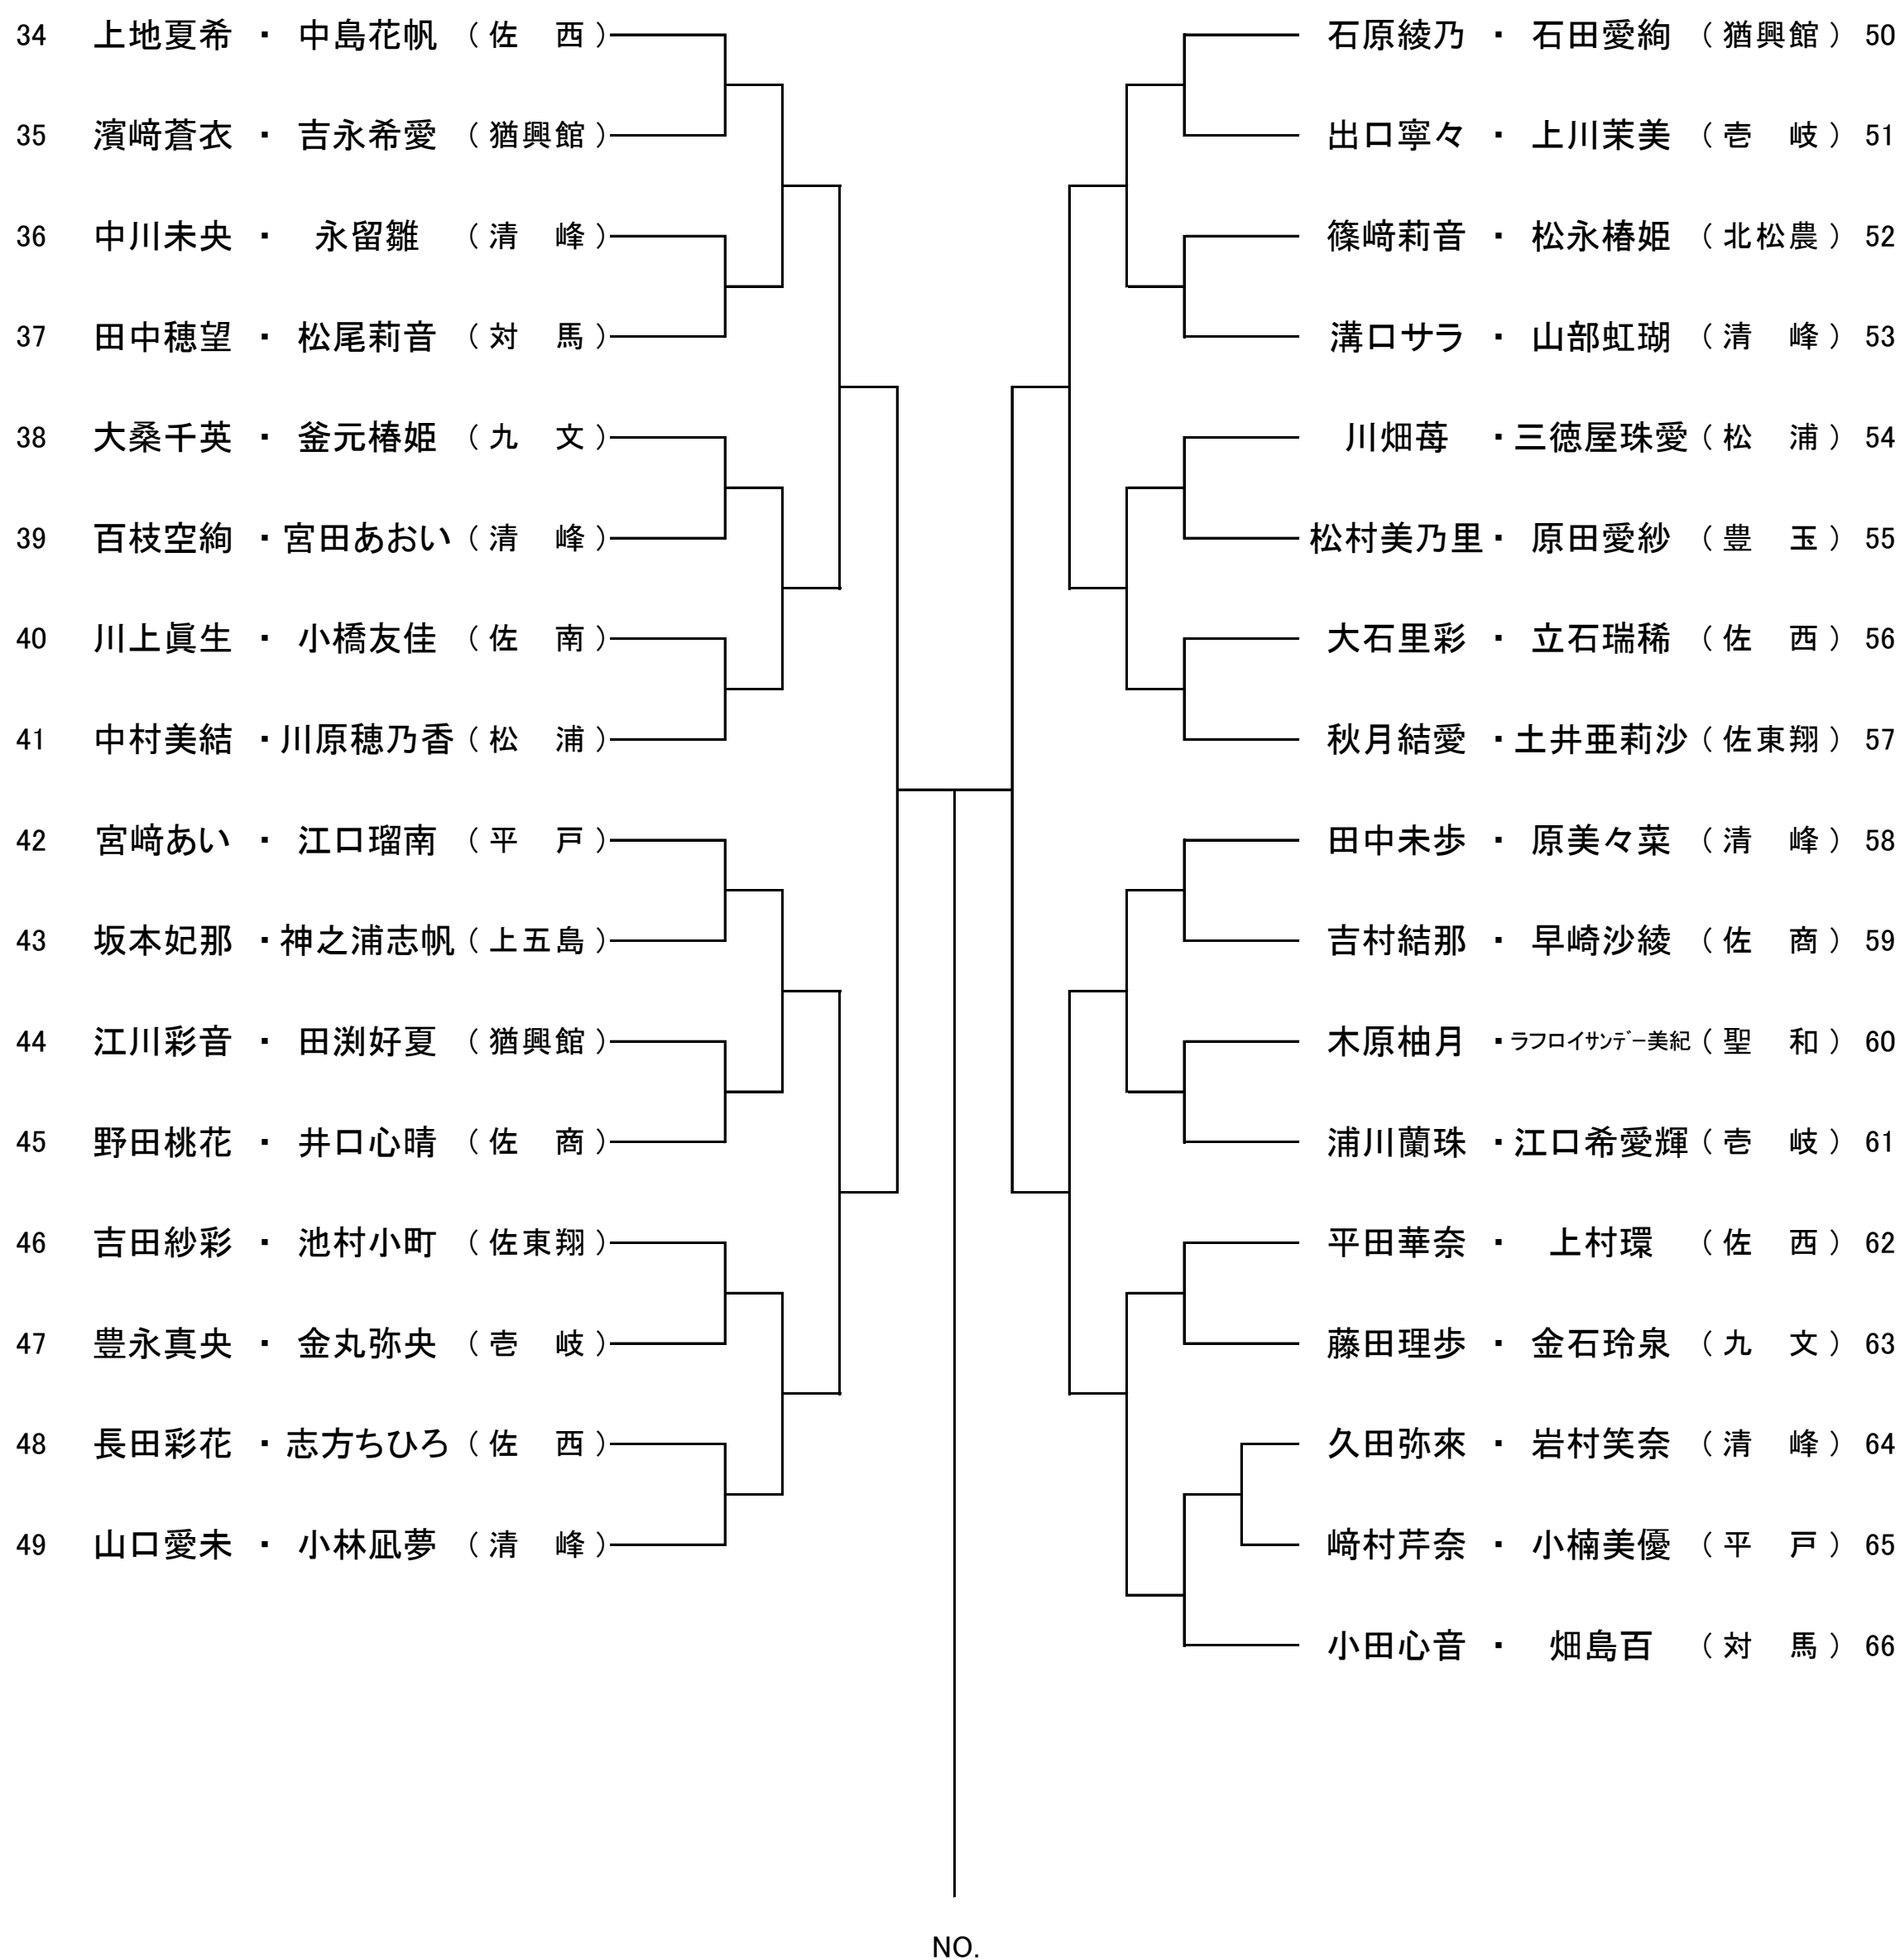 34 上地夏希 ・ 中島花帆 （ 佐 西 ）
35 濱﨑蒼衣 ・ 吉永希愛 （ 猶興館 ）
36 中川未央 ・ 永留雛 （ 清 峰 ）
37 田中穂望 ・ 松尾莉音 （ 対 馬 ）
38 大桑千英 ・ 釜元椿姫 （ 九 文 ）
39 百枝空絢 ・ 宮田あおい （ 清 峰 ）
40 川上眞生 ・ 小橋友佳 （ 佐 南 ）
41 中村美結 ・ 川原穂乃香 （ 松 浦 ）
42 宮﨑あい ・ 江口瑠南 （ 平 戸 ）
43 坂本妃那 ・ 神之浦志帆 （ 上五島 ）
44 江川彩音 ・ 田渕好夏 （ 猶興館 ）
45 野田桃花 ・ 井口心晴 （ 佐 商 ）
46 吉田紗彩 ・ 池村小町 （ 佐東翔 ）
47 豊永真央 ・ 金丸弥央 （ 壱 岐 ）
48 長田彩花 ・ 志方ちひろ （ 佐 西 ）
49 山口愛未 ・ 小林凪夢 （ 清 峰 ）
石原綾乃 ・ 石田愛絢 （ 猶興館 ） 50
出口寧々 ・ 上川茉美 （ 壱 岐 ） 51
篠﨑莉音 ・ 松永椿姫 （ 北松農 ） 52
溝口サラ ・ 山部虹瑚 （ 清 峰 ） 53
川畑苺 ・ 三徳屋珠愛 （ 松 浦 ） 54
松村美乃里 ・ 原田愛紗 （ 豊 玉 ） 55
大石里彩 ・ 立石瑞稀 （ 佐 西 ） 56
秋月結愛 ・ 土井亜莉沙 （ 佐東翔 ） 57
田中未歩 ・ 原美々菜 （ 清 峰 ） 58
吉村結那 ・ 早崎沙綾 （ 佐 商 ） 59
木原柚月 ・ ラフロイサンデー美紀 （ 聖 和 ） 60
浦川蘭珠 ・ 江口希愛輝 （ 壱 岐 ） 61
平田華奈 ・ 上村環 （ 佐 西 ） 62
藤田理歩 ・ 金石玲泉 （ 九 文 ） 63
久田弥來 ・ 岩村笑奈 （ 清 峰 ） 64
﨑村芹奈 ・ 小楠美優 （ 平 戸 ） 65
小田心音 ・ 畑島百 （ 対 馬 ） 66
NO.